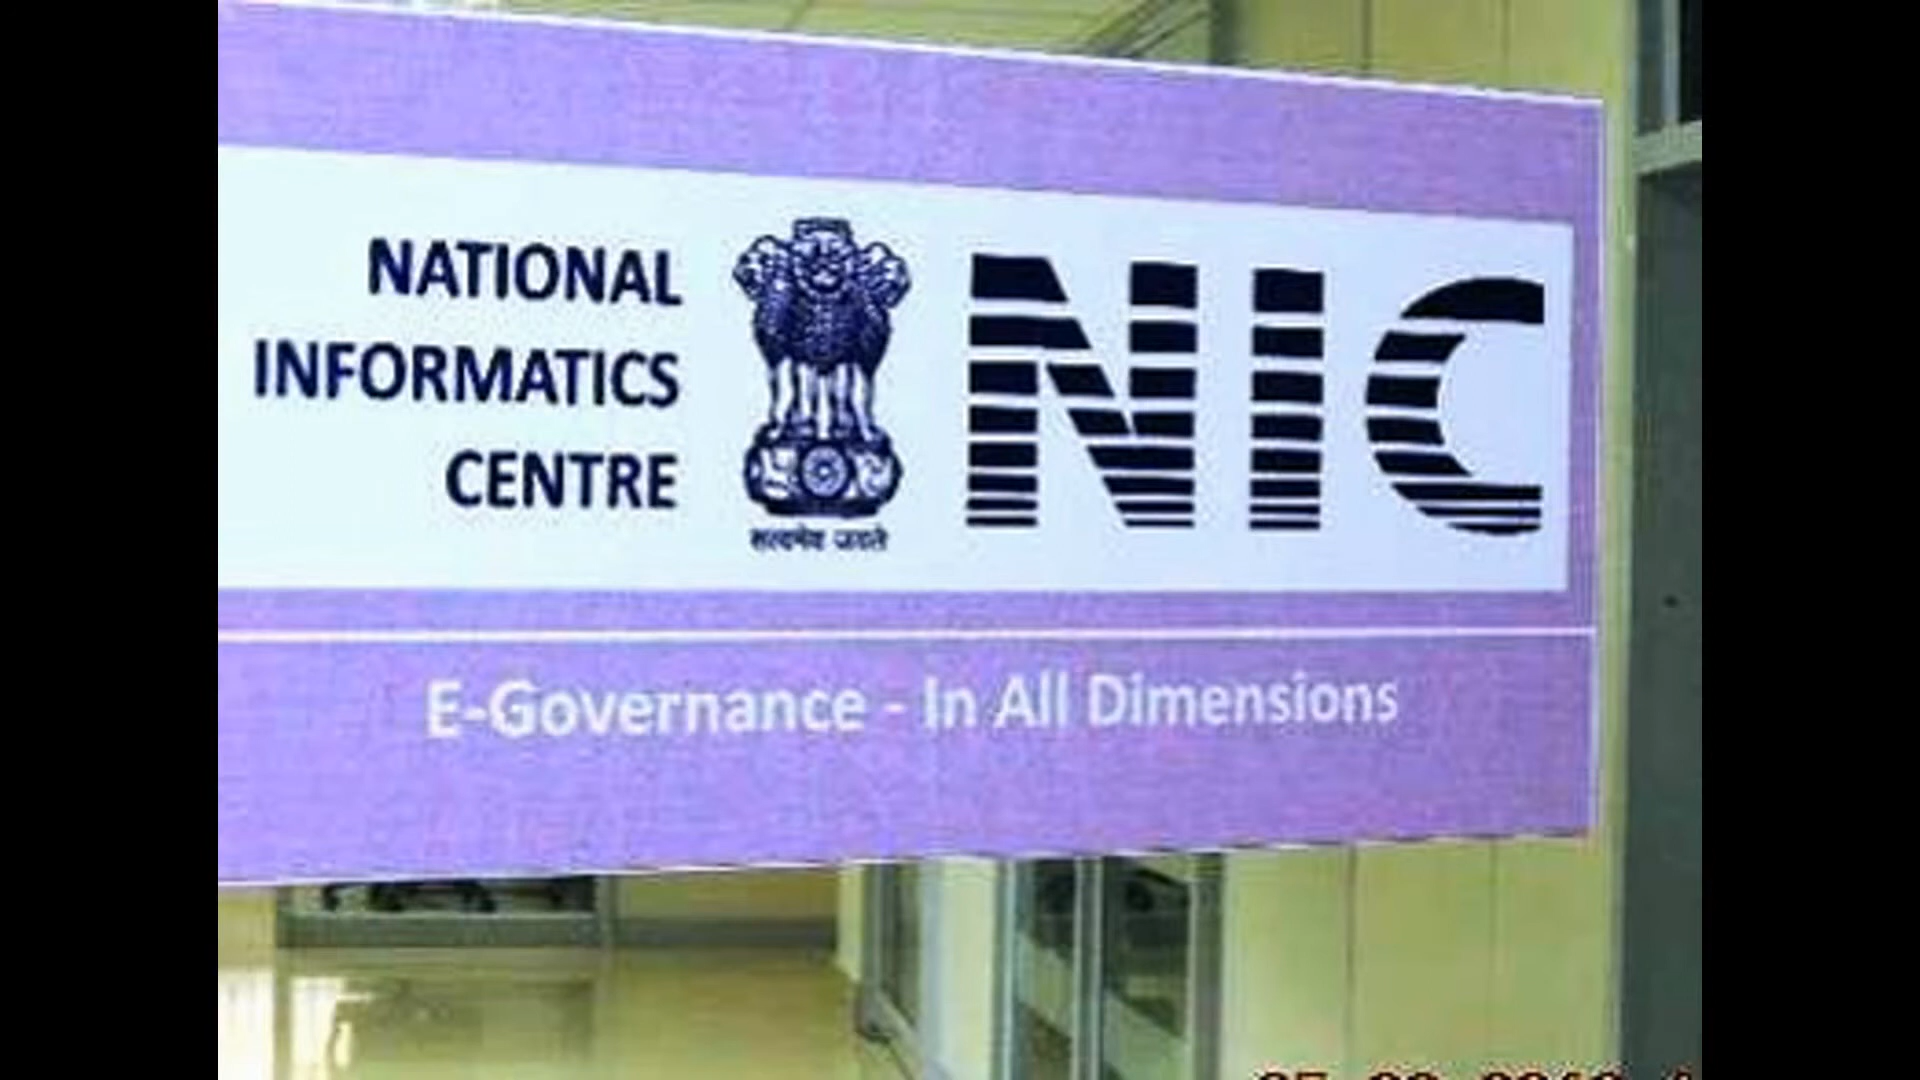 NATIONAL
INFORMATICS
CENTRE
सत्यमेव जयते
NIC
E-Governance - In All Dimensions